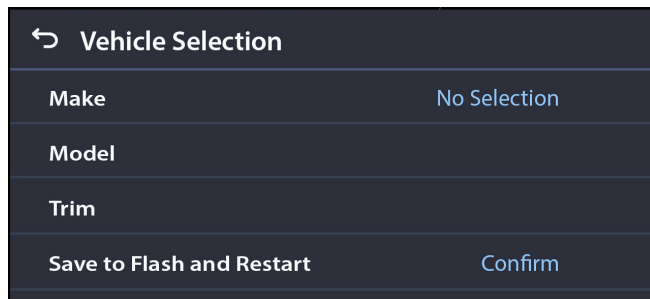 Vehicle Selection
Make No Selection
Model
Trim
Save to Flash and Restart Confirm